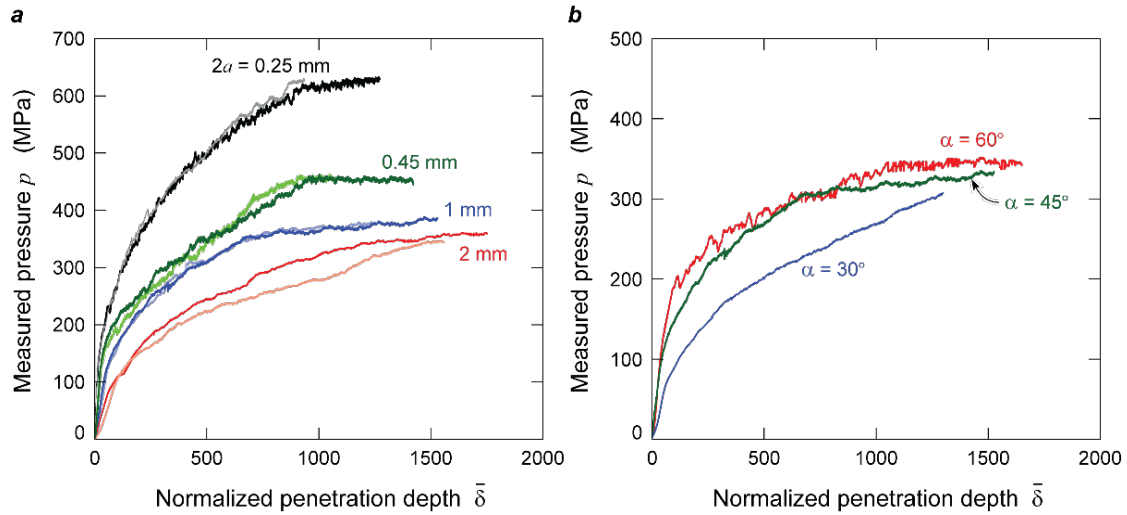 a
Measured pressure p (MPa)
700
600
500
400
300
200
100
0
0
500
1000
1500
2000
Normalized penetration depth δ̄
2a = 0.25 mm
0.45 mm
1 mm
2 mm
b
Measured pressure p (MPa)
500
400
300
200
100
0
0
500
1000
1500
2000
Normalized penetration depth δ̄
α = 60°
α = 45°
α = 30°